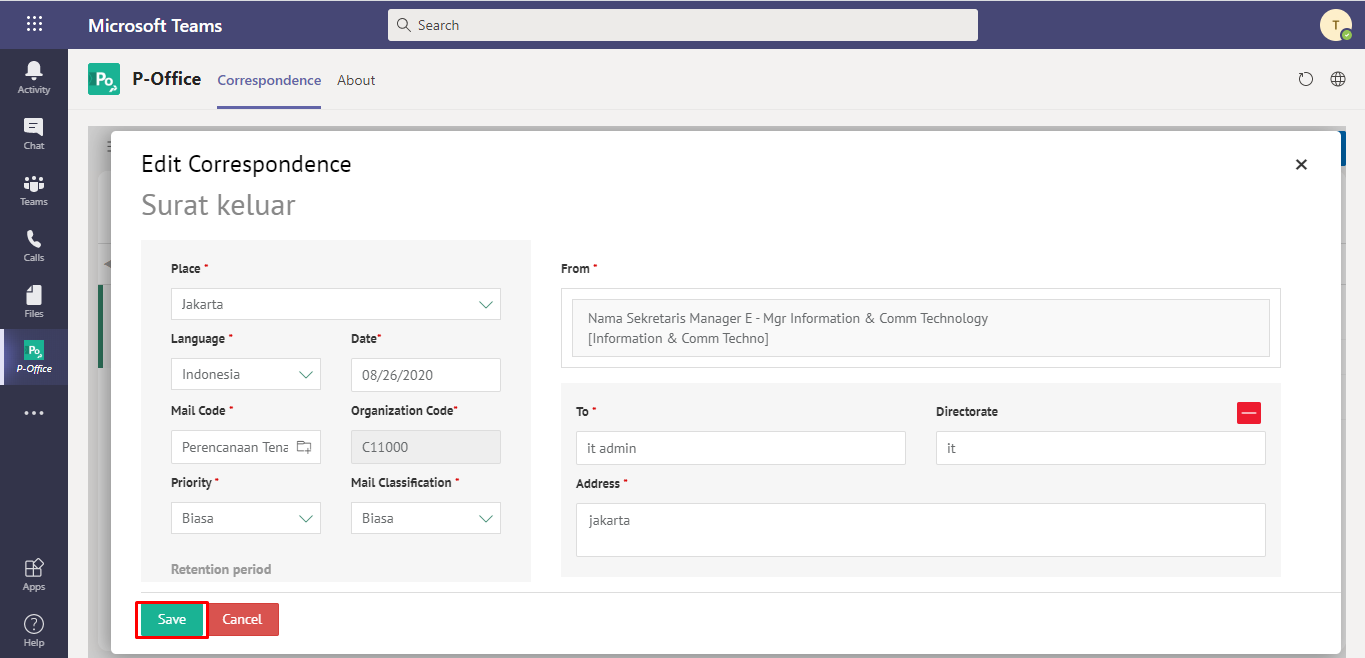 Microsoft Teams
Search
T
Activity
Chat
Teams
Calls
Files
Po
P-Office
Apps
Help
Po
P-Office
Correspondence
About
Edit Correspondence
Surat keluar
Place *
Jakarta
Language *
Date*
Indonesia
08/26/2020
Mail Code *
Organization Code*
Perencanaan Tena
C11000
Priority *
Mail Classification *
Biasa
Biasa
Retention period
From *
Nama Sekretaris Manager E - Mgr Information & Comm Technology
[Information & Comm Techno]
To *
Directorate
it admin
it
Address *
jakarta
Save
Cancel